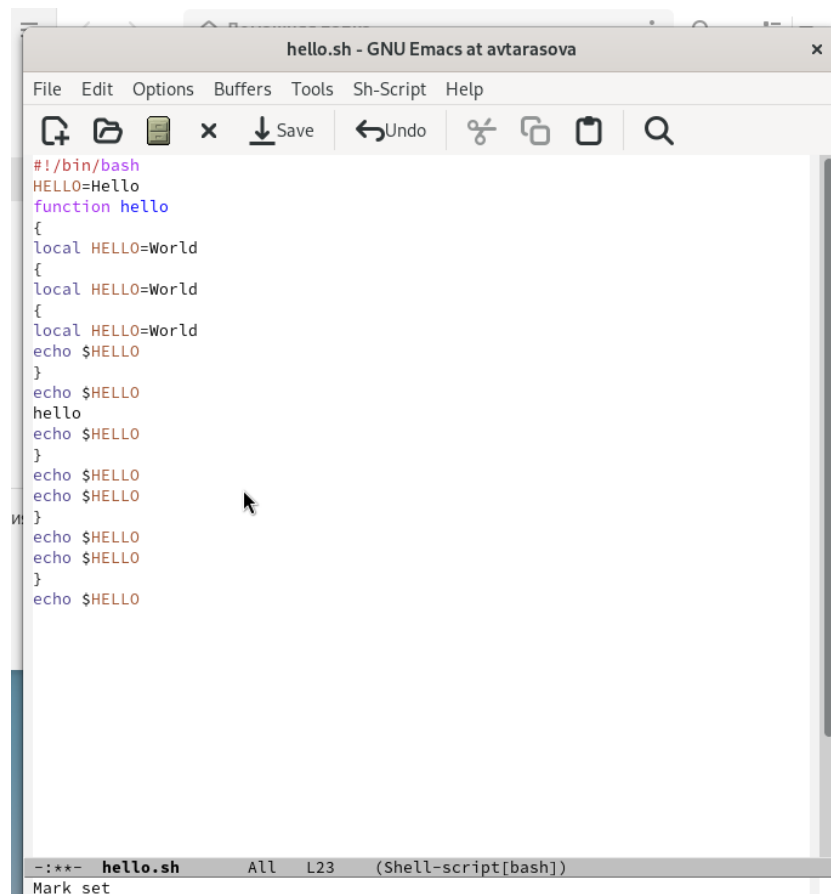 hello.sh - GNU Emacs at avtarasova
File Edit Options Buffers Tools Sh-Script Help
Save Undo
#!/bin/bash
HELLO=Hello
function hello
{
local HELLO=World
{
local HELLO=World
{
local HELLO=World
echo $HELLO
}
echo $HELLO
hello
echo $HELLO
}
echo $HELLO
echo $HELLO
}
echo $HELLO
echo $HELLO
}
echo $HELLO
-:**- hello.sh All L23 (Shell-script[bash])
Mark set